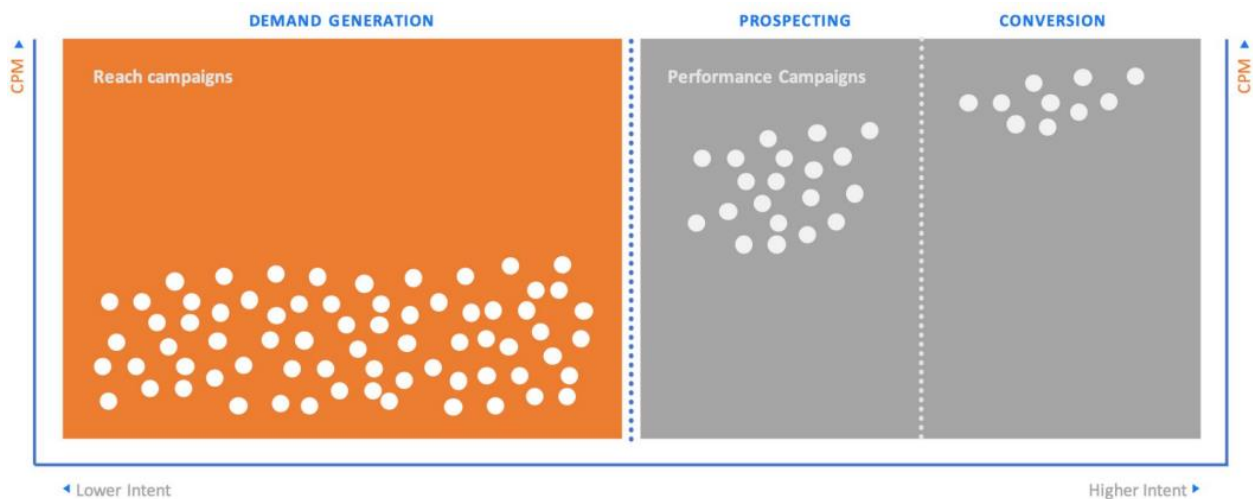 DEMAND GENERATION
PROSPECTING
CONVERSION
CPM
Reach campaigns
Performance Campaigns
CPM
Lower Intent
Higher Intent